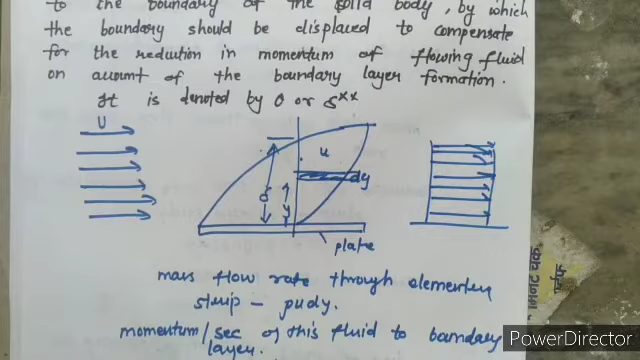 to the boundary of the solid body, by which
the boundary should be displaced to compensate
for the reduction in momentum of flowing fluid
on acount of the boundary layer formation.
It is denoted by θ or δ**
U
u
dy
δ
y
plate
mass flow rate through elementery
strip - ρudy.
momentum/sec of this fluid to boundary
layer.
PowerDirector